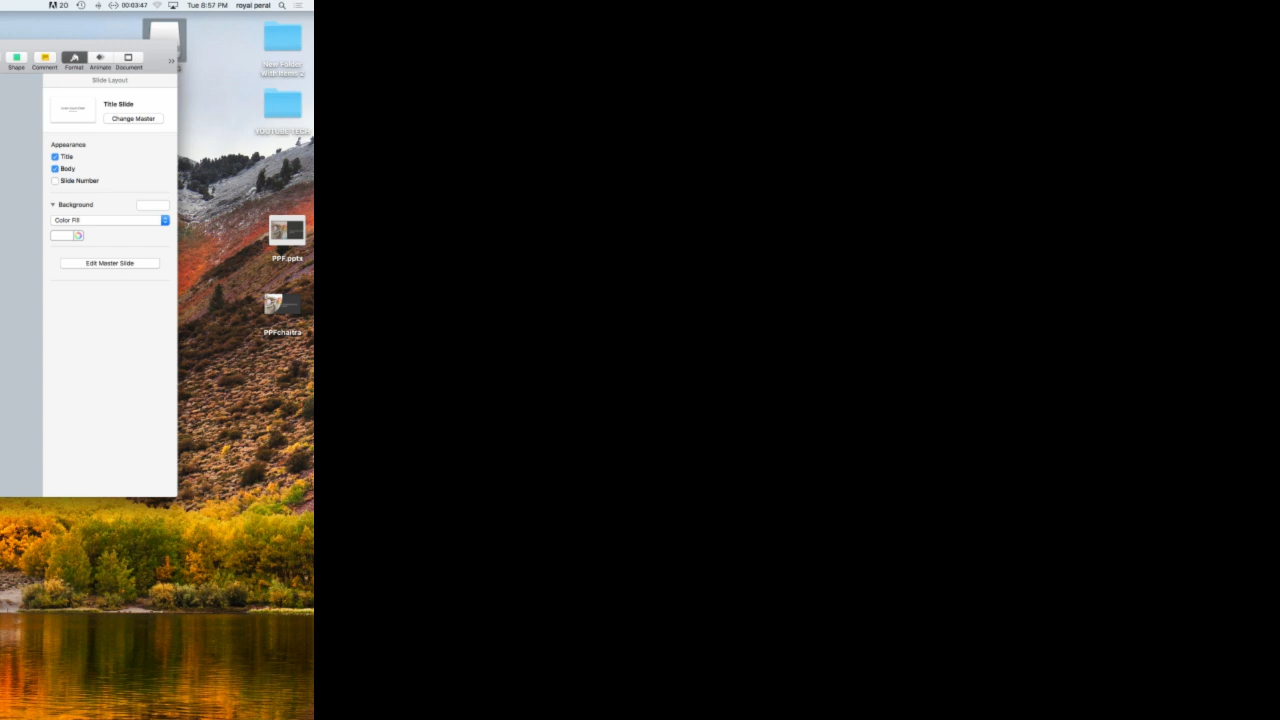 20 00:03:47 Tue 8:57 PM royal peral
Shape Comment Format Animate Document
Slide Layout
Title Slide
Change Master
Appearance
Title
Body
Slide Number
Background
Color Fill
Edit Master Slide
New Folder
With Items 2
YOUTUBE TECH
PPF.pptx
PPFchaitra